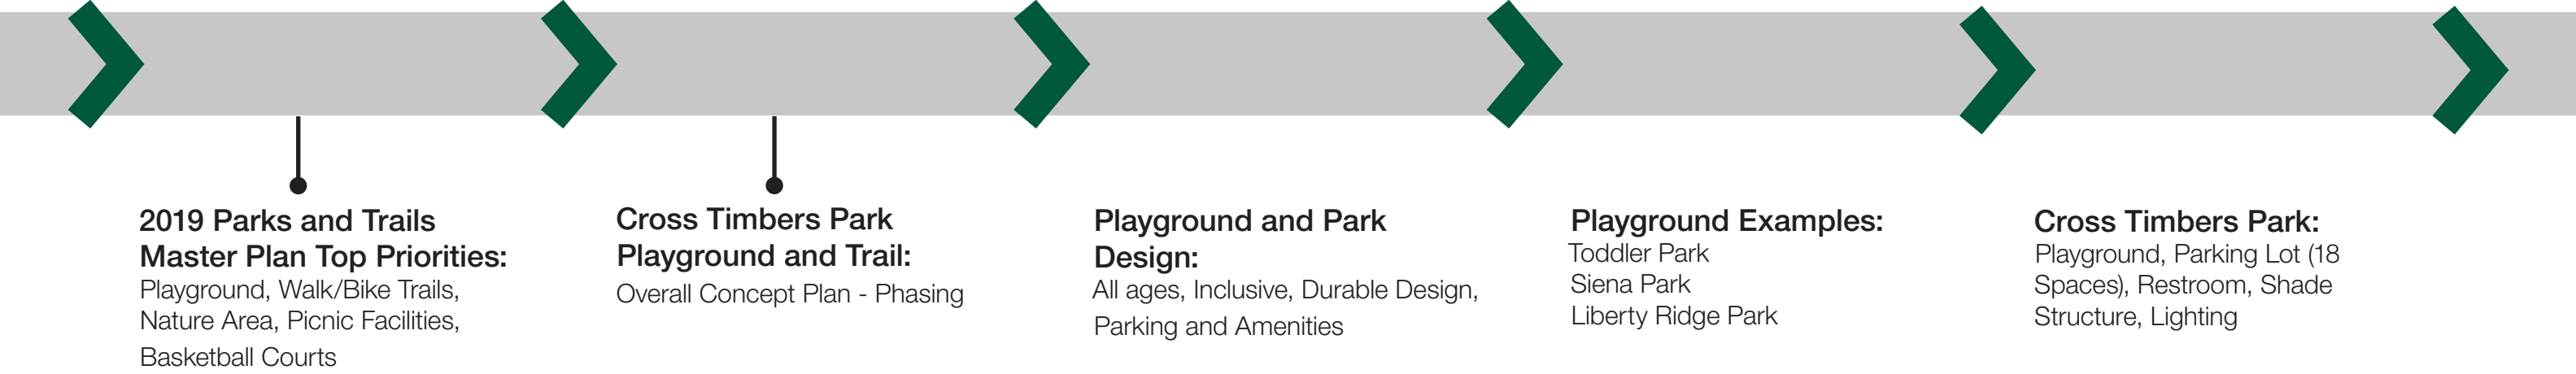 2019 Parks and Trails
Master Plan Top Priorities:
Playground, Walk/Bike Trails,
Nature Area, Picnic Facilities,
Basketball Courts
Cross Timbers Park
Playground and Trail:
Overall Concept Plan - Phasing
Playground and Park
Design:
All ages, Inclusive, Durable Design,
Parking and Amenities
Playground Examples:
Toddler Park
Siena Park
Liberty Ridge Park
Cross Timbers Park:
Playground, Parking Lot (18
Spaces), Restroom, Shade
Structure, Lighting